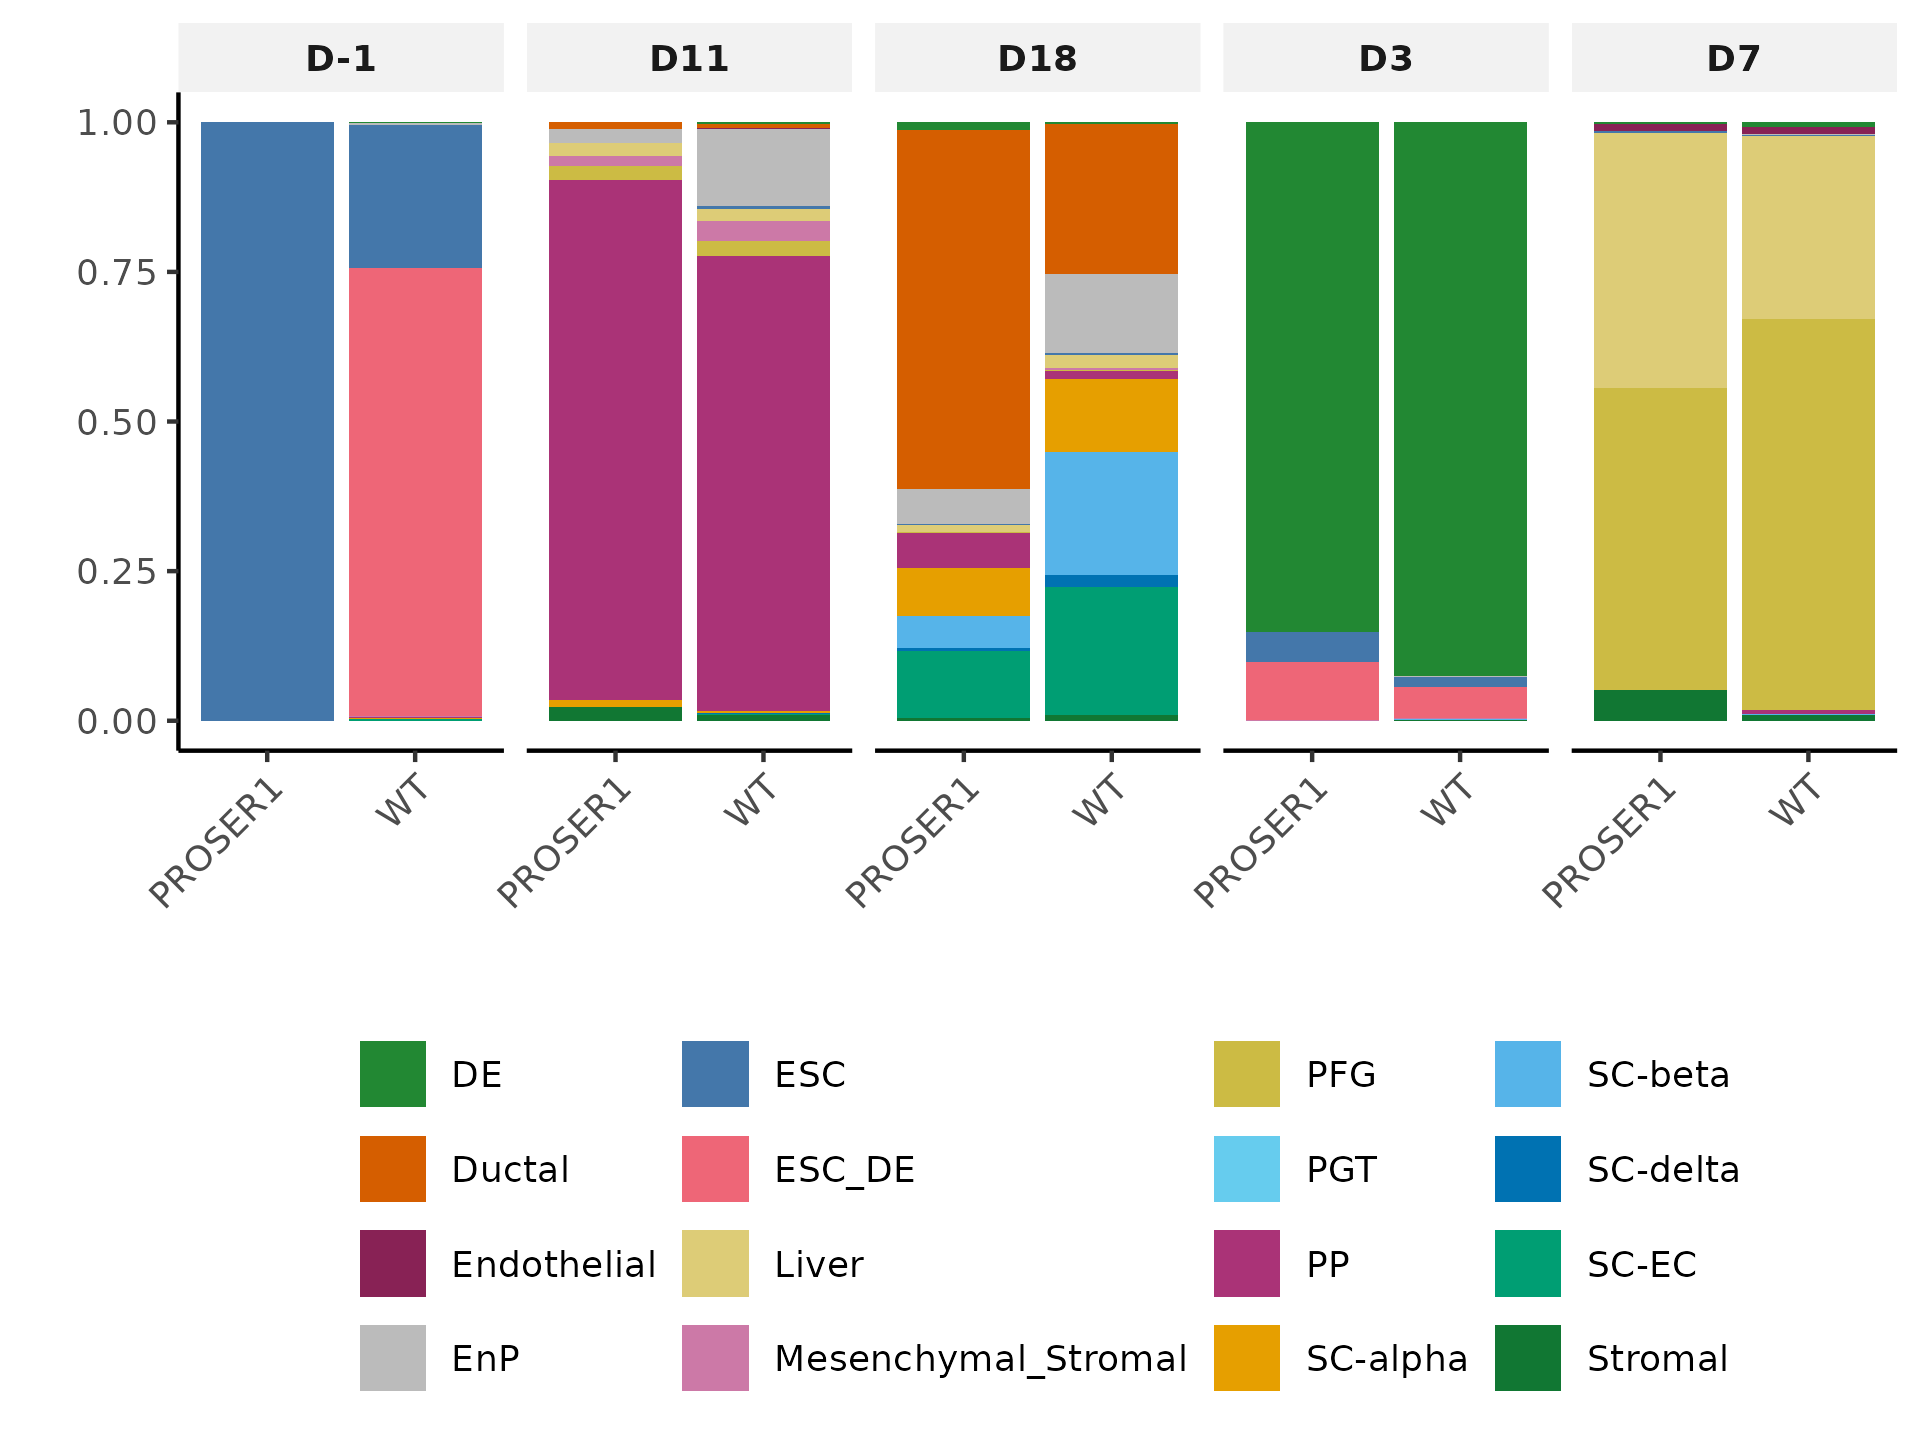 D-1 D11 D18 D3 D7
1.00
0.75
0.50
0.25
0.00
PROSER1 WT PROSER1 WT PROSER1 WT PROSER1 WT PROSER1 WT
DE ESC PFG SC-beta
Ductal ESC_DE PGT SC-delta
Endothelial Liver PP SC-EC
EnP Mesenchymal_Stromal SC-alpha Stromal